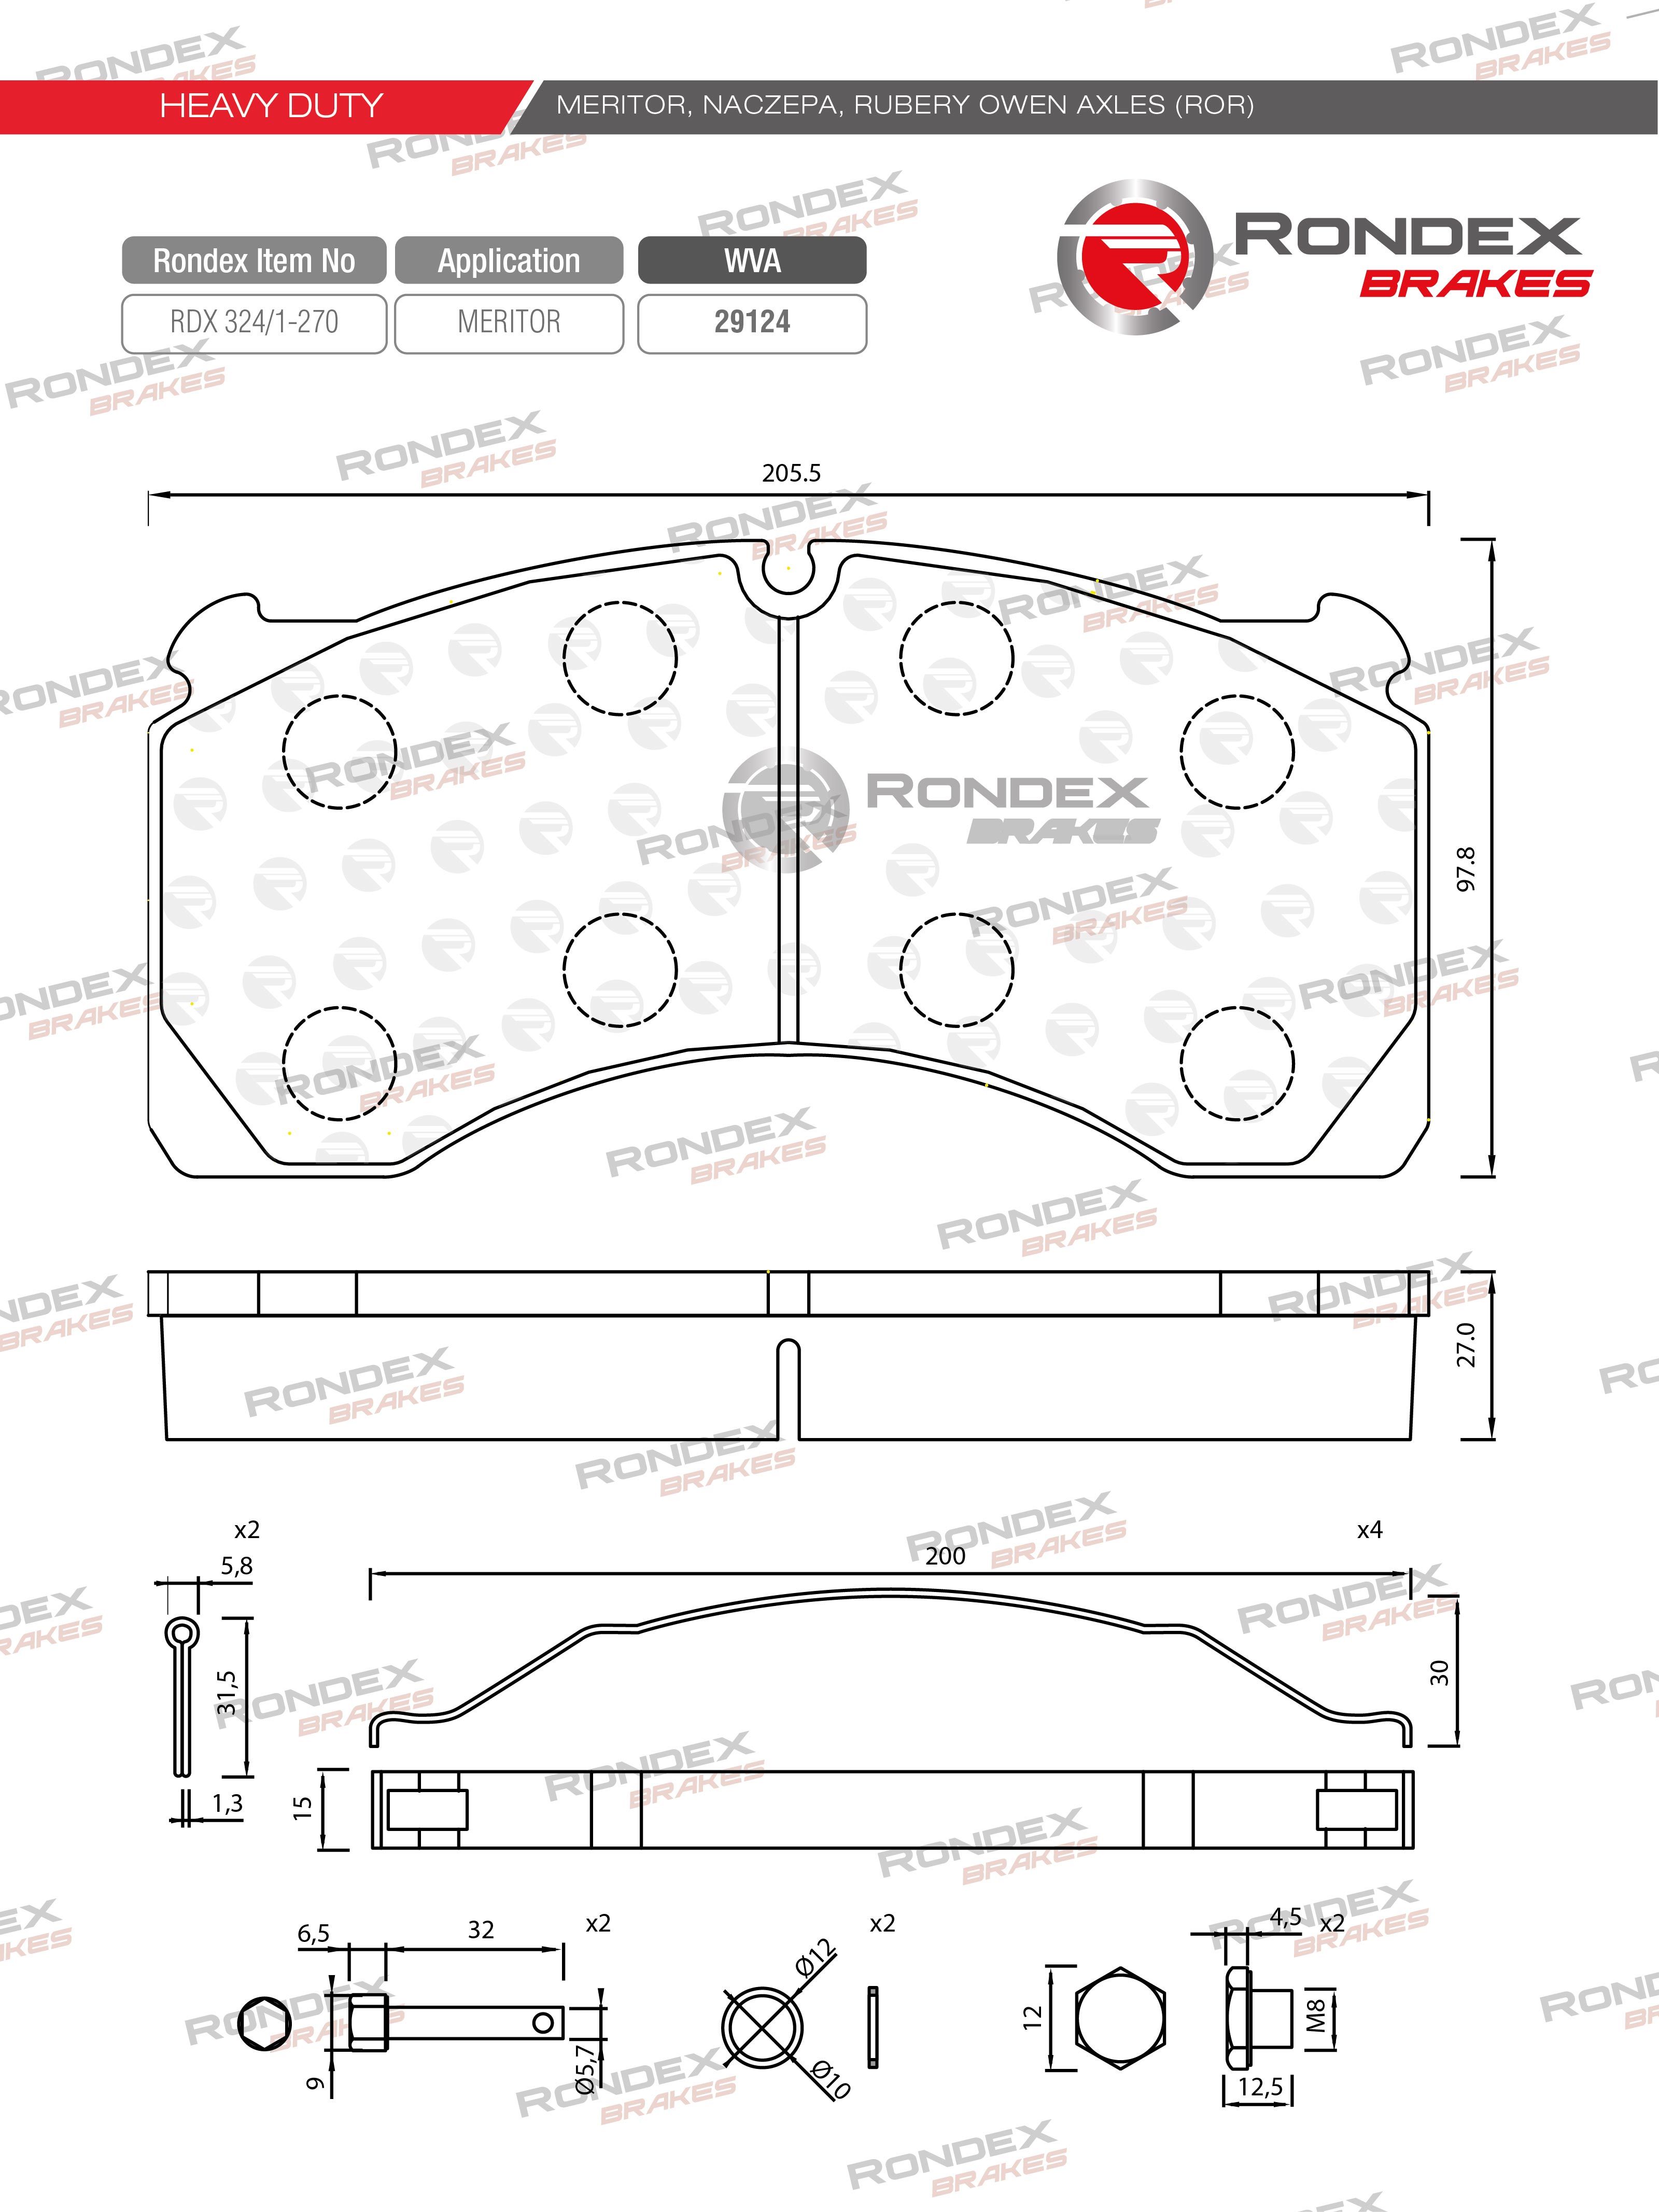 HEAVY DUTY
MERITOR, NACZEPA, RUBERY OWEN AXLES (ROR)
Rondex Item No
Application
WVA
RDX 324/1-270
MERITOR
29124
RONDEX
BRAKES
205.5
97.8
RONDEX
BRAKES
27.0
x2
5,8
31,5
1,3
x4
200
30
15
6,5
32
x2
9
Ø5,7
x2
Ø12
Ø10
4,5
x2
12
M8
12,5